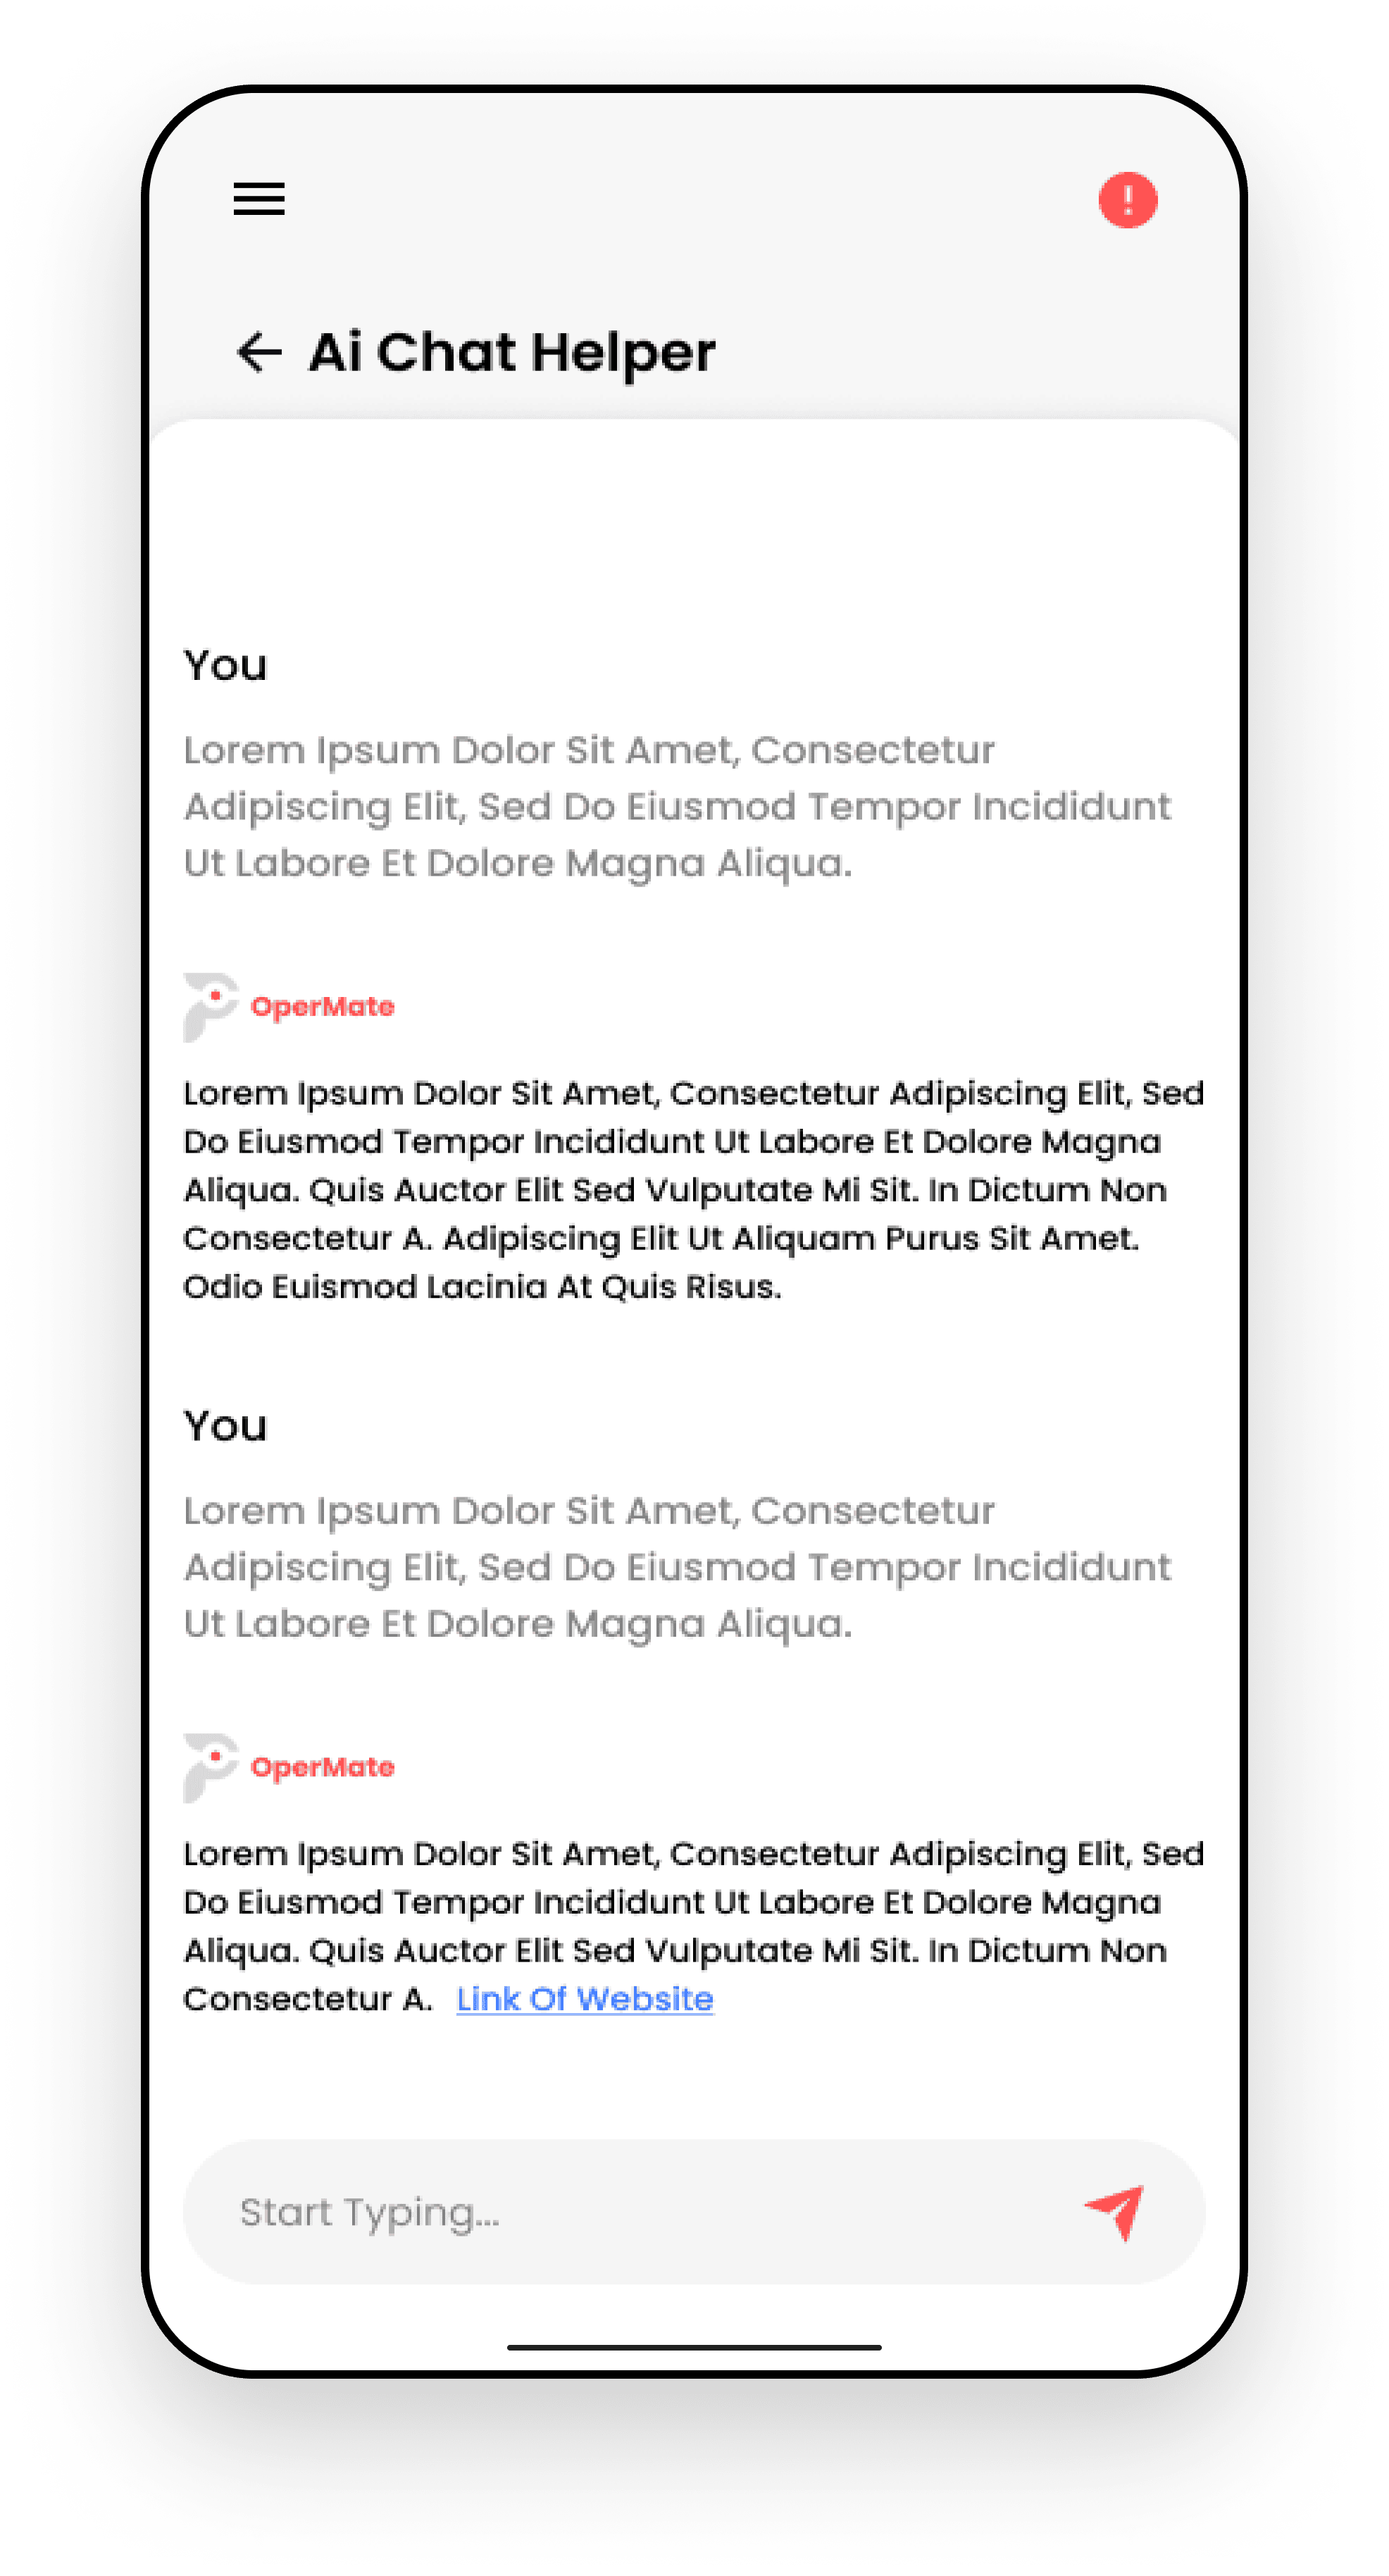 Ai Chat Helper
You
Lorem Ipsum Dolor Sit Amet, Consectetur
Adipiscing Elit, Sed Do Eiusmod Tempor Incididunt
Ut Labore Et Dolore Magna Aliqua.
OperMate
Lorem Ipsum Dolor Sit Amet, Consectetur Adipiscing Elit, Sed
Do Eiusmod Tempor Incididunt Ut Labore Et Dolore Magna
Aliqua. Quis Auctor Elit Sed Vulputate Mi Sit. In Dictum Non
Consectetur A. Adipiscing Elit Ut Aliquam Purus Sit Amet.
Odio Euismod Lacinia At Quis Risus.
You
Lorem Ipsum Dolor Sit Amet, Consectetur
Adipiscing Elit, Sed Do Eiusmod Tempor Incididunt
Ut Labore Et Dolore Magna Aliqua.
OperMate
Lorem Ipsum Dolor Sit Amet, Consectetur Adipiscing Elit, Sed
Do Eiusmod Tempor Incididunt Ut Labore Et Dolore Magna
Aliqua. Quis Auctor Elit Sed Vulputate Mi Sit. In Dictum Non
Consectetur A. Link Of Website
Start Typing...